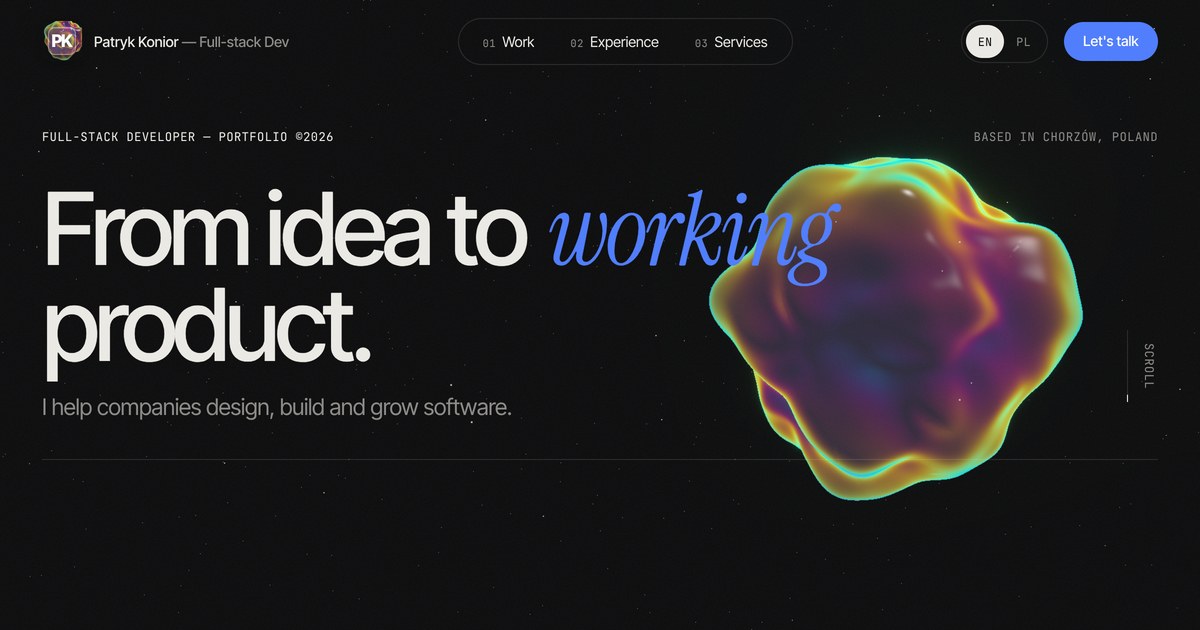 PK Patryk Konior — Full-stack Dev
01 Work 02 Experience 03 Services
EN PL
Let's talk
FULL-STACK DEVELOPER — PORTFOLIO ©2026
BASED IN CHORZÓW, POLAND
From idea to working
product.
I help companies design, build and grow software.
SCROLL